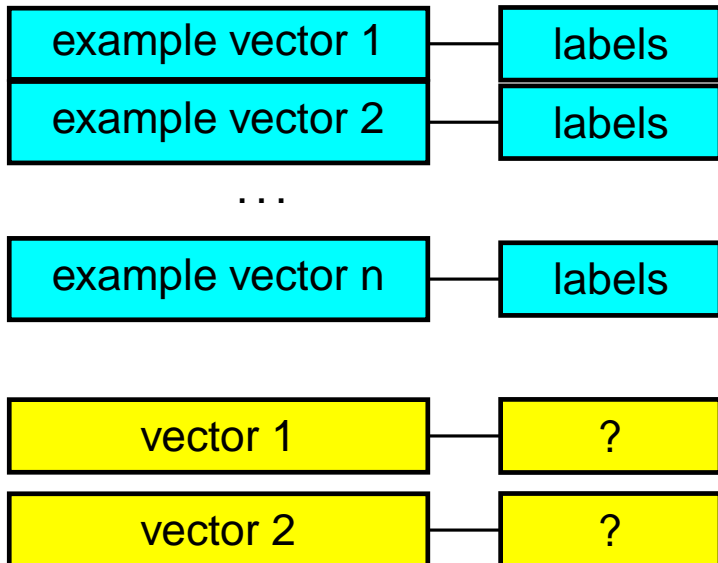 example vector 1 labels
example vector 2 labels
...
example vector n labels
vector 1 ?
vector 2 ?